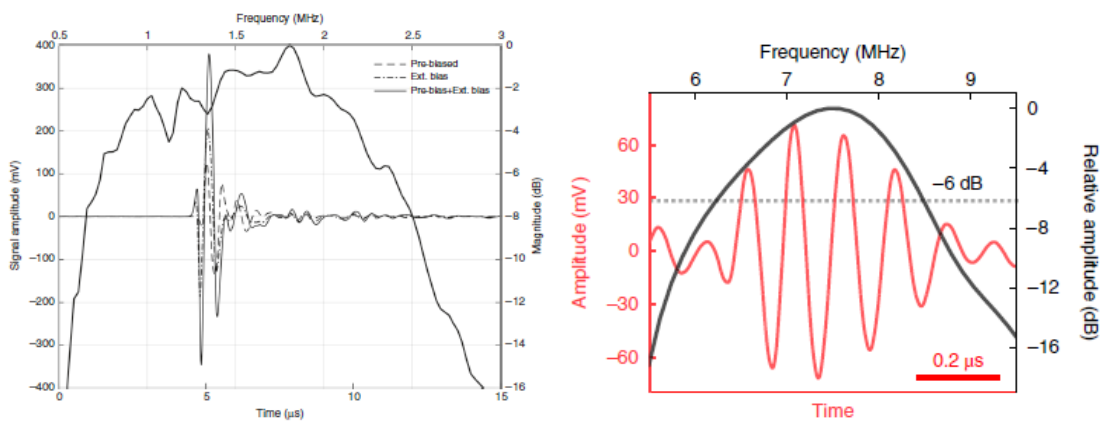 Frequency (MHz)
0.5 1 1.5 2 2.5 3
400 0
300 -2
200 -4
100 -6
0 -8
-100 -10
-200 -12
-300 -14
-400 -16
Signal amplitude (mV)
Magnitude (dB)
Pre-biased
Ext. bias
Pre-bias+Ext. bias
0 5 10 15
Time (μs)
Frequency (MHz)
6 7 8 9
Amplitude (mV)
60
30
0
–30
–60
–6 dB
0
–4
–8
–12
–16
Relative amplitude (dB)
0.2 μs
Time